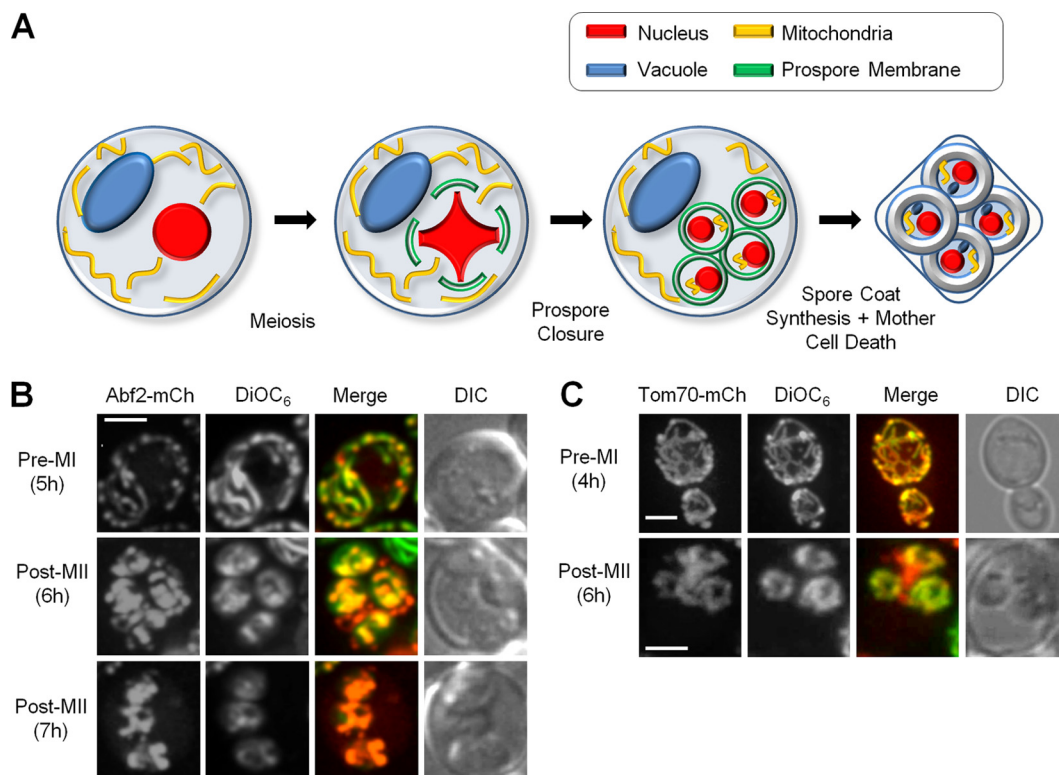 A
Nucleus
Mitochondria
Vacuole
Prospore Membrane
Meiosis
Prospore
Closure
Spore Coat
Synthesis + Mother
Cell Death
B
Abf2-mCh
DiOC₆
Merge
DIC
Pre-MI
(5h)
Post-MII
(6h)
Post-MII
(7h)
C
Tom70-mCh
DiOC₆
Merge
DIC
Pre-MI
(4h)
Post-MII
(6h)